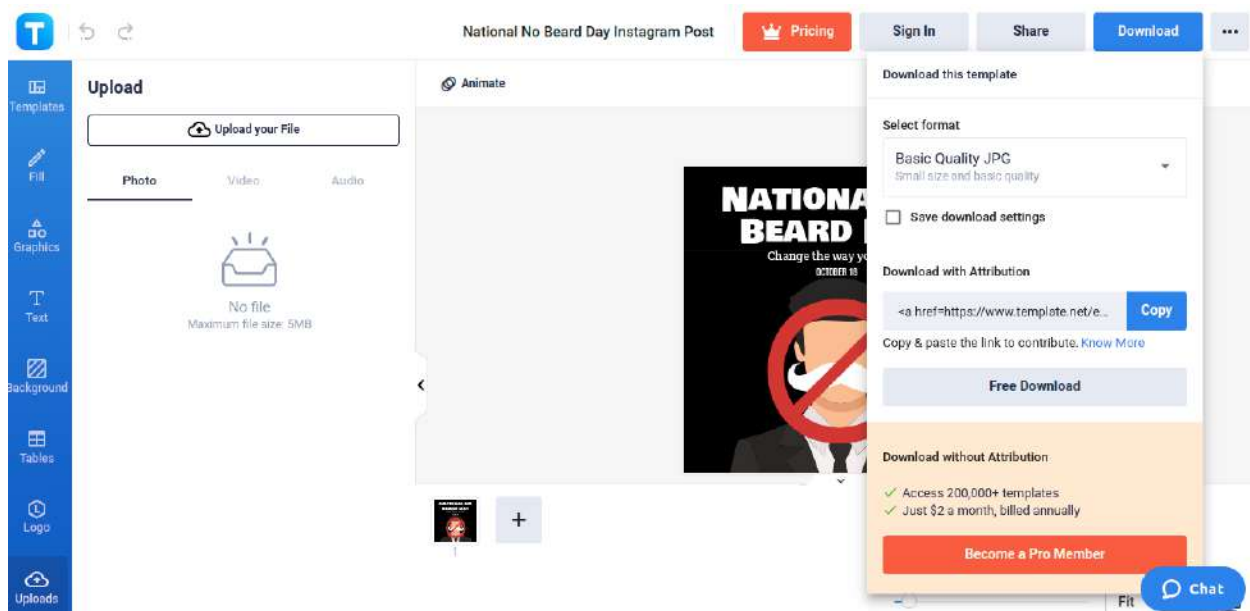 T
National No Beard Day Instagram Post
Pricing
Sign In
Share
Download
Templates
Fill
Graphics
Text
Background
Tables
Logo
Uploads
Upload
Upload your File
Photo
Video
Audio
No file
Maximum file size: 5MB
Animate
NATIONA
BEARD
Change the way yo
OCTOBER 18
1
+
Download this template
Select format
Basic Quality JPG
Small size and basic quality
Save download settings
Download with Attribution
<a href=https://www.template.net/e...
Copy
Copy & paste the link to contribute. Know More
Free Download
Download without Attribution
Access 200,000+ templates
Just $2 a month, billed annually
Become a Pro Member
Fit
Chat